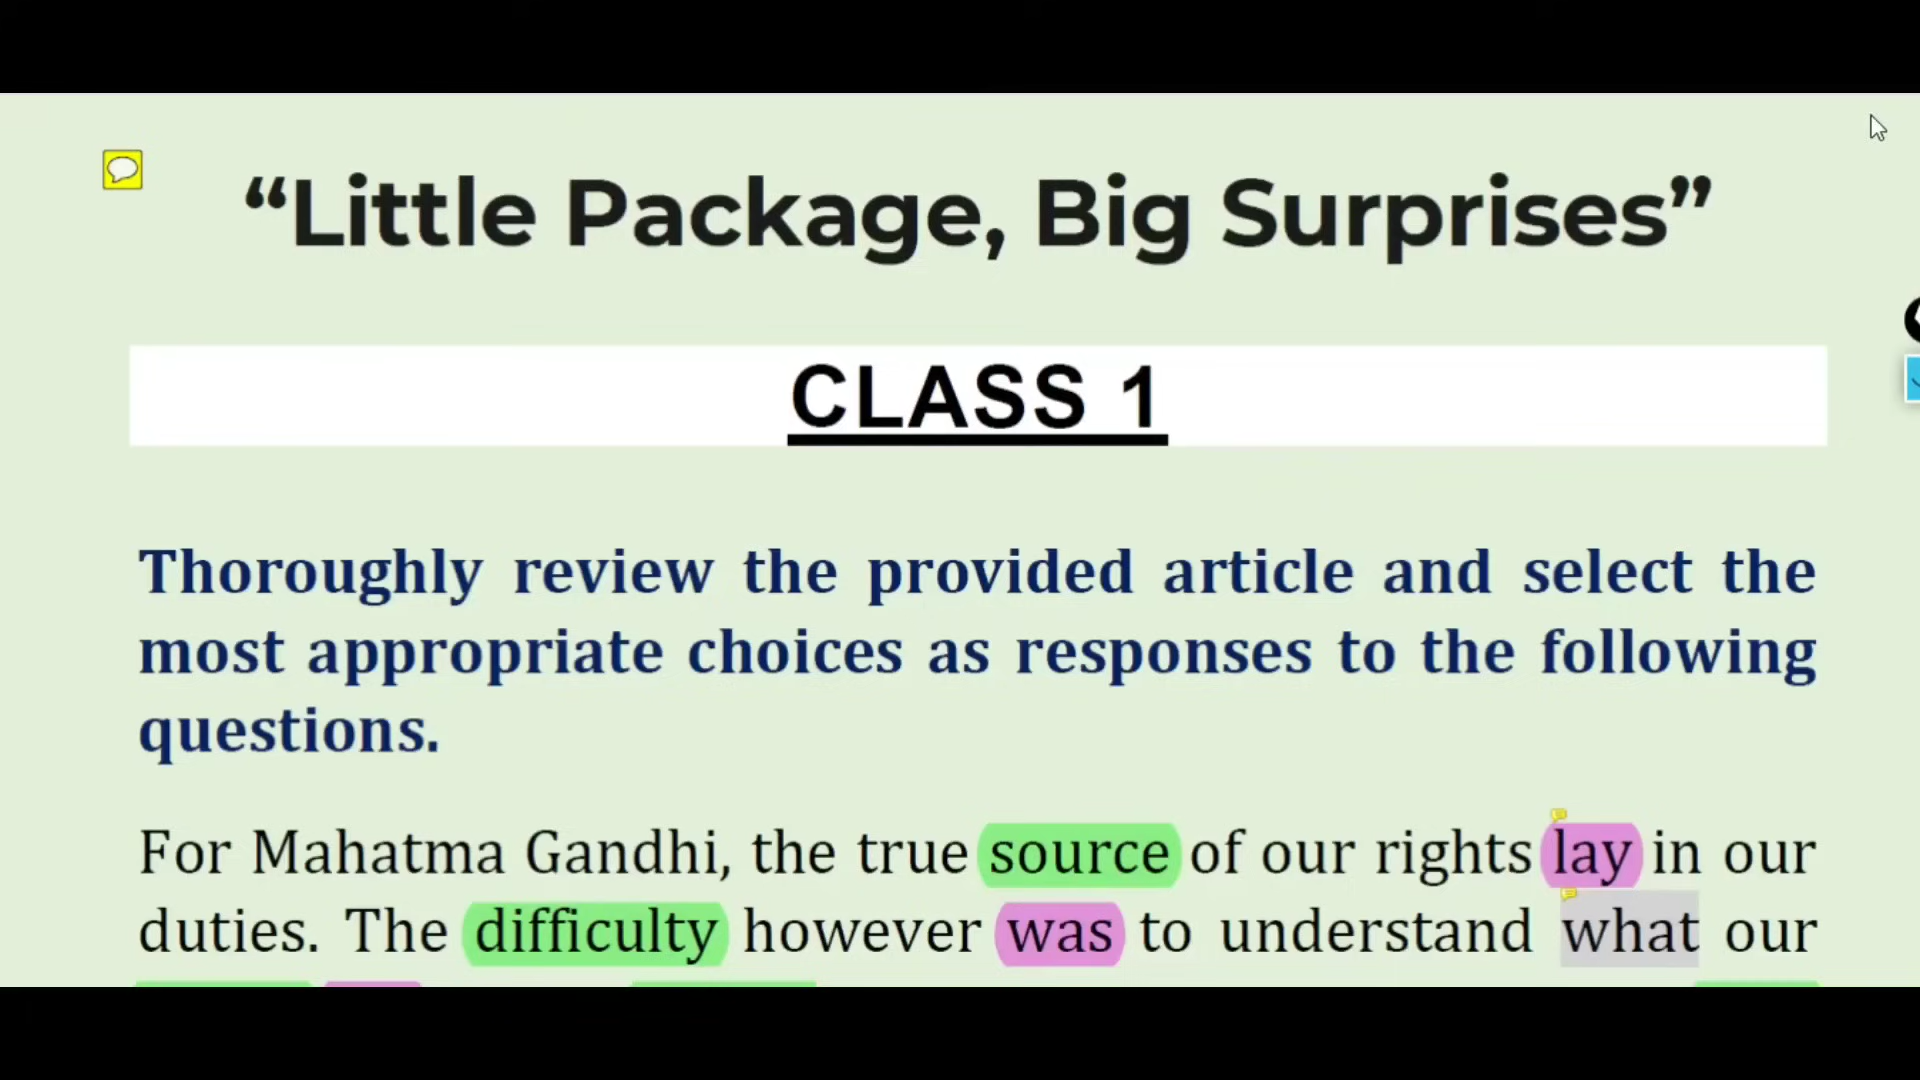 “Little Package, Big Surprises”
CLASS 1
Thoroughly review the provided article and select the
most appropriate choices as responses to the following
questions.
For Mahatma Gandhi, the true source of our rights lay in our
duties. The difficulty however was to understand what our